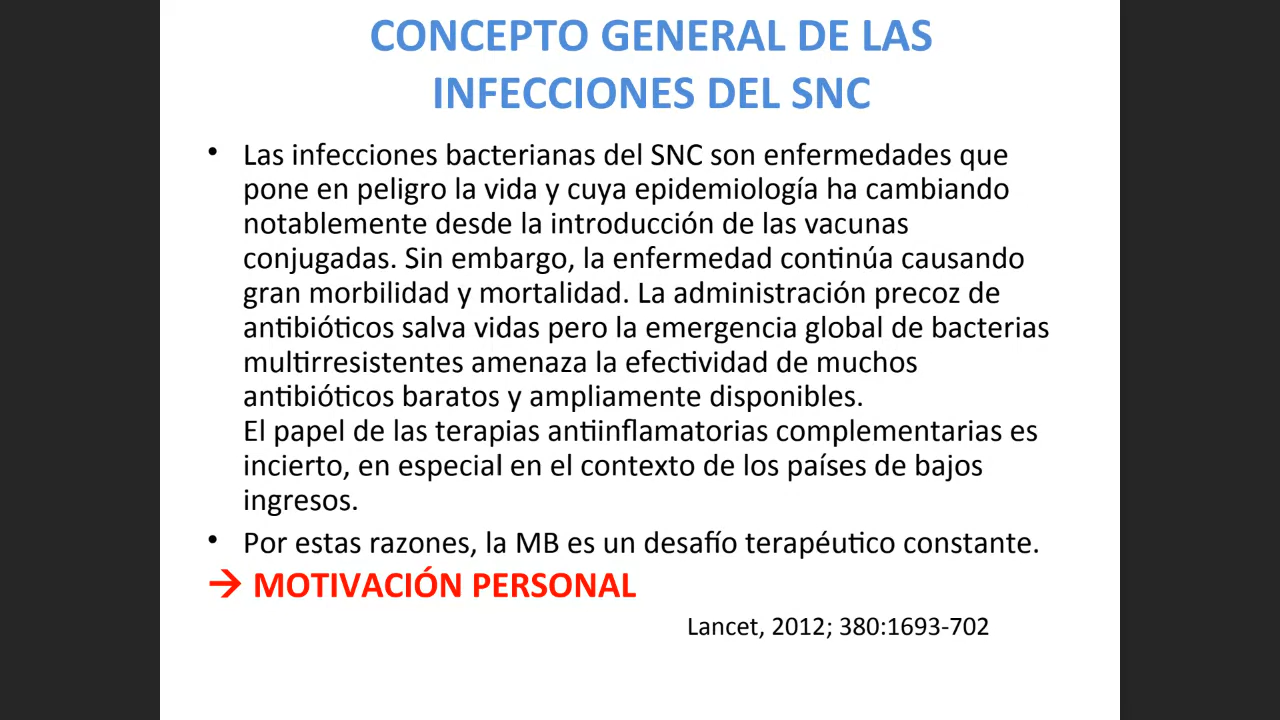 CONCEPTO GENERAL DE LAS
INFECCIONES DEL SNC
• Las infecciones bacterianas del SNC son enfermedades que
pone en peligro la vida y cuya epidemiología ha cambiando
notablemente desde la introducción de las vacunas
conjugadas. Sin embargo, la enfermedad continúa causando
gran morbilidad y mortalidad. La administración precoz de
antibióticos salva vidas pero la emergencia global de bacterias
multirresistentes amenaza la efectividad de muchos
antibióticos baratos y ampliamente disponibles.
El papel de las terapias antiinflamatorias complementarias es
incierto, en especial en el contexto de los países de bajos
ingresos.
• Por estas razones, la MB es un desafío terapéutico constante.
→ MOTIVACIÓN PERSONAL
Lancet, 2012; 380:1693-702